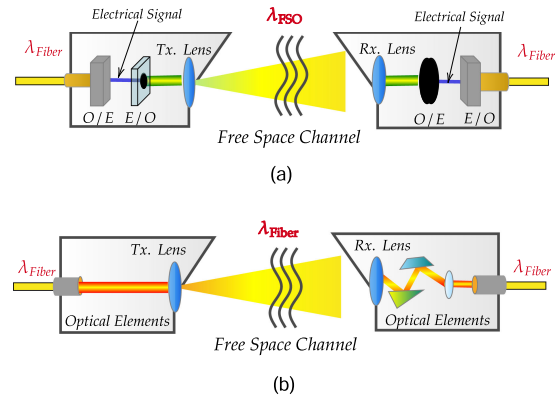 Electrical Signal
Tx. Lens
λFSO
Rx. Lens
Electrical Signal
λFiber
λFiber
O/E E/O
O/E E/O
Free Space Channel
(a)
λFiber
Tx. Lens
Rx. Lens
λFiber
λFiber
Optical Elements
Optical Elements
Free Space Channel
(b)